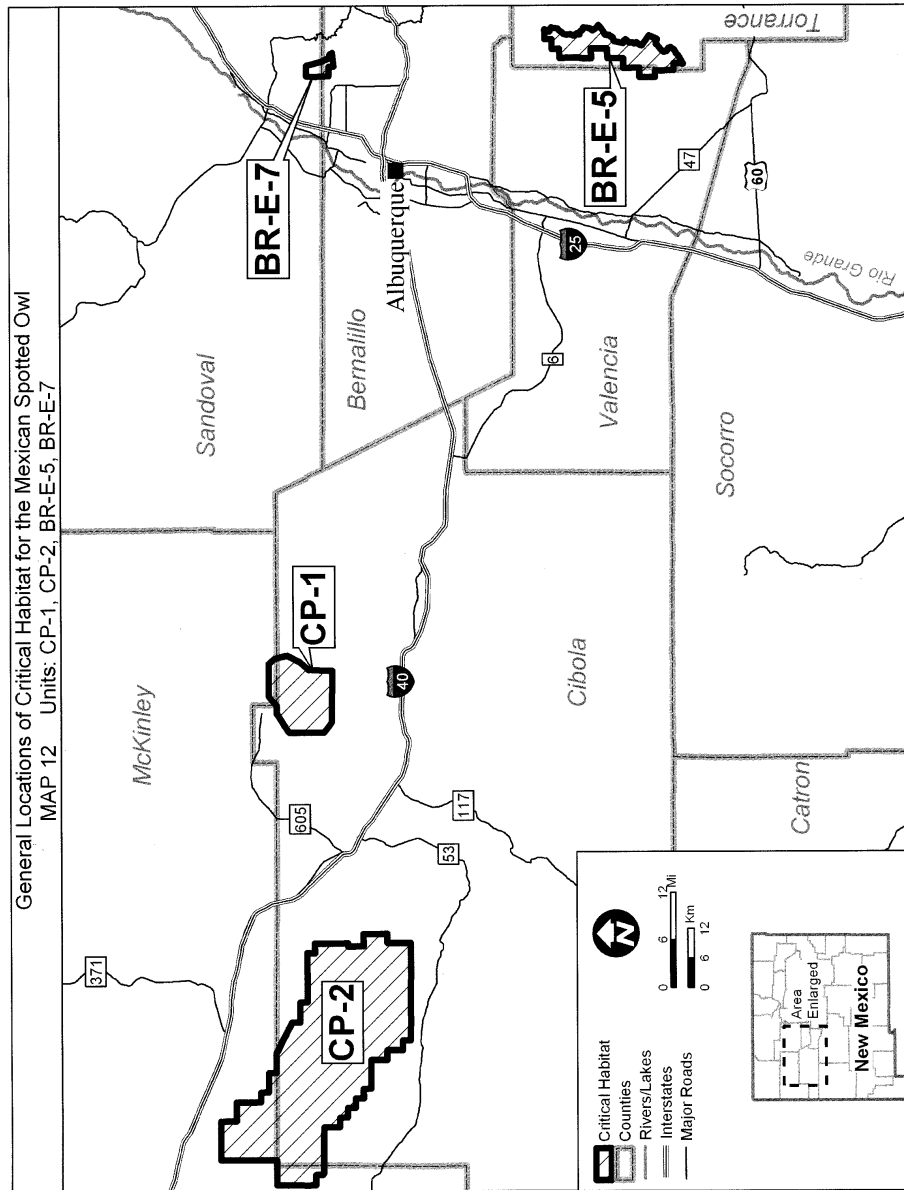 General Locations of Critical Habitat for the Mexican Spotted Owl
MAP 12 Units: CP-1, CP-2, BR-E-5, BR-E-7
McKinley
Sandoval
371
605
CP-1
BR-E-7
Bernalillo
CP-2
40
Albuquerque
53
117
Cibola
6
25
Valencia
BR-E-5
47
60
Torrance
Catron
Socorro
Rio Grande
Critical Habitat
Counties
Rivers/Lakes
Interstates
Major Roads
N
0 6 12
Mi
Km
0 6 12
Area
Enlarged
New Mexico